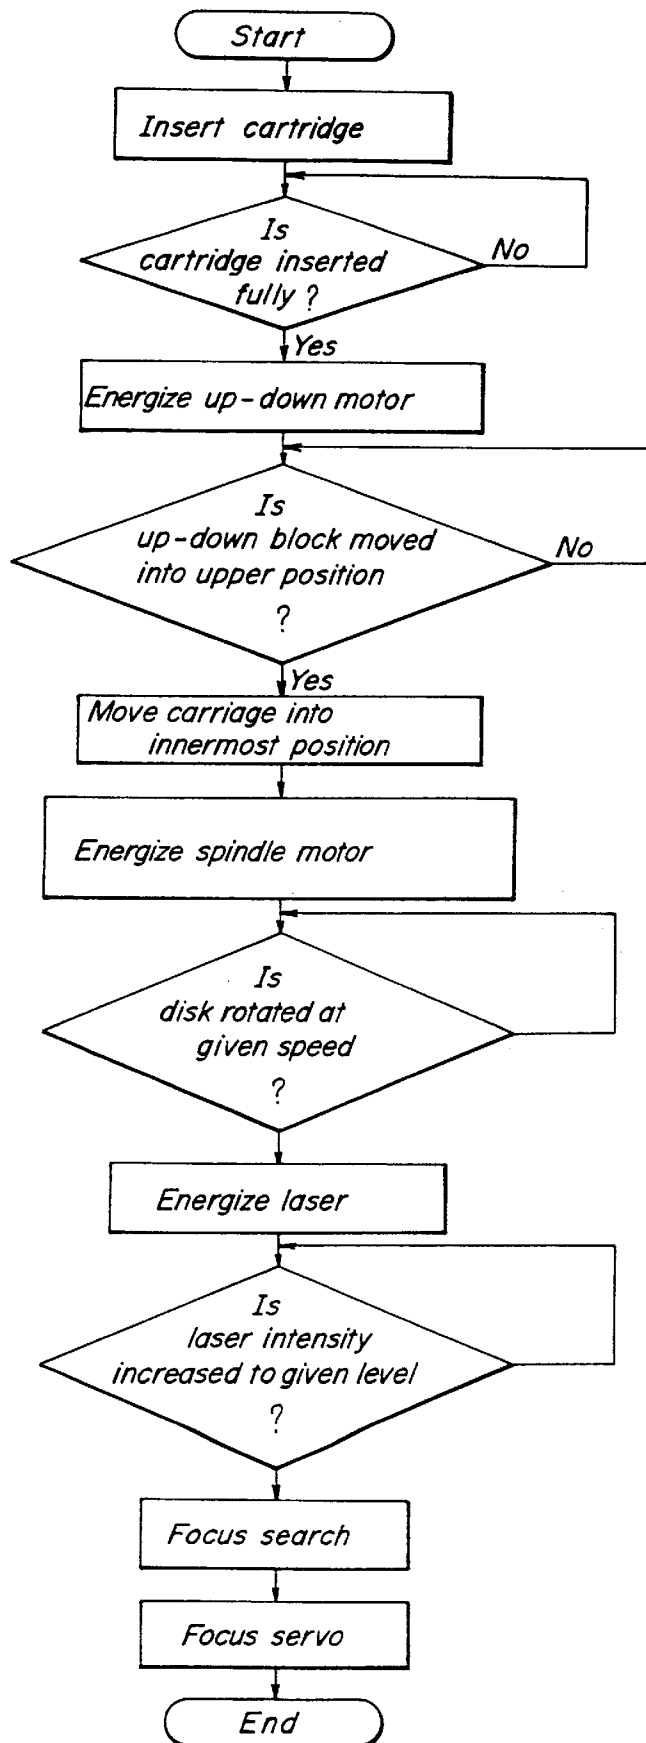 Start
Insert cartridge
Is
cartridge inserted
fully ?
No
Yes
Energize up-down motor
Is
up-down block moved
into upper position
?
No
Yes
Move carriage into
innermost position
Energize spindle motor
Is
disk rotated at
given speed
?
Energize laser
Is
laser intensity
increased to given level
?
Focus search
Focus servo
End